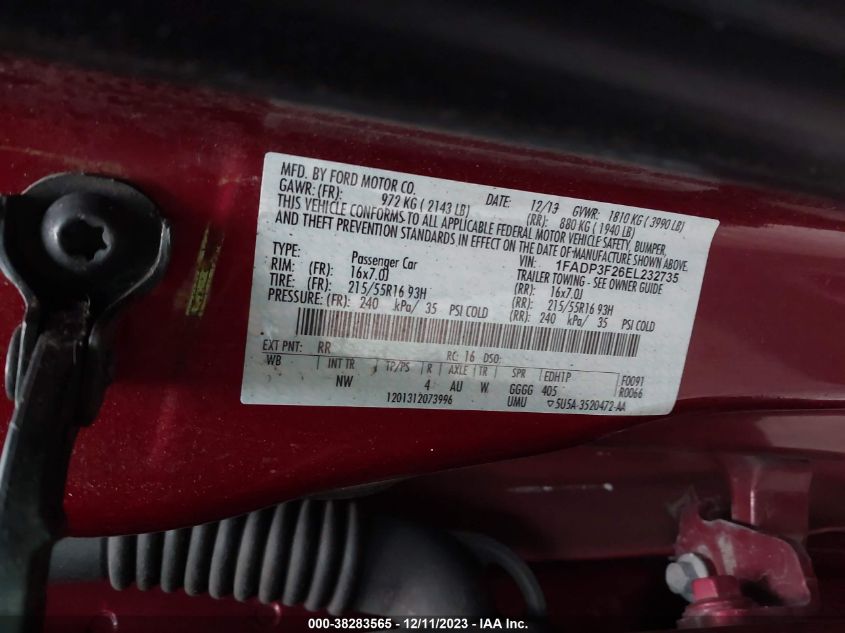 MFD. BY FORD MOTOR CO. DATE: 12/13 GVWR: 1810 KG ( 3990 LB)
GAWR: (FR): 972 KG ( 2143 LB) (RR): 880 KG ( 1940 LB)
THIS VEHICLE CONFORMS TO ALL APPLICABLE FEDERAL MOTOR VEHICLE SAFETY, BUMPER,
AND THEFT PREVENTION STANDARDS IN EFFECT ON THE DATE OF MANUFACTURE SHOWN ABOVE.
VIN: 1FADP3F26EL232735
TYPE: Passenger Car TRAILER TOWING - SEE OWNER GUIDE
RIM: (FR): 16x7.0J (RR): 16x7.0J
TIRE: (FR): 215/55R16 93H (RR): 215/55R16 93H
PRESSURE: (FR): 240 kPa/ 35 PSI COLD (RR): 240 kPa/ 35 PSI COLD
EXT PNT: RR RC: 16 DSO:
WB INT TR TP/PS R AXLE TR SPR EDH1P F0091
NW 4 AU W GGGG 405 R0066
1201312073996 UMU ▽5U5A-3520472-AA
000-38283565 - 12/11/2023 - IAA Inc.